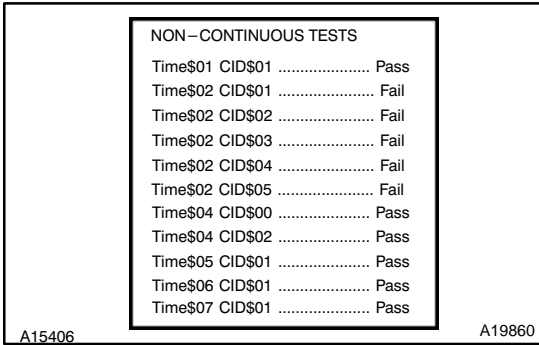 NON−CONTINUOUS TESTS
Time$01 CID$01 ..................... Pass
Time$02 CID$01 ...................... Fail
Time$02 CID$02 ...................... Fail
Time$02 CID$03 ...................... Fail
Time$02 CID$04 ...................... Fail
Time$02 CID$05 ...................... Fail
Time$04 CID$00 ..................... Pass
Time$04 CID$02 ..................... Pass
Time$05 CID$01 ..................... Pass
Time$06 CID$01 ..................... Pass
Time$07 CID$01 ..................... Pass
A15406
A19860